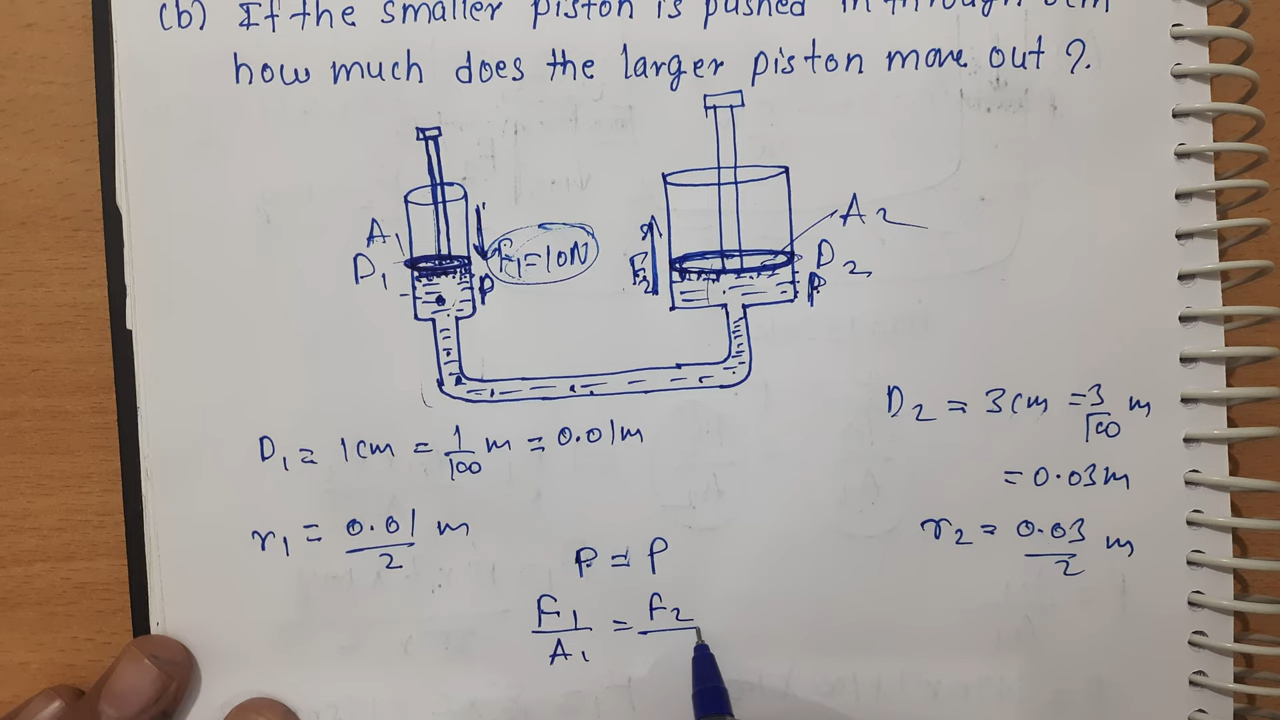 (b) If the smaller piston is pushed in through
how much does the larger piston move out ?
A1
D1
F1=10N
P
F2
A2
D2
P
D2 = 3cm = 3/100 m
= 0.03m
D1 = 1cm = 1/100 m = 0.01m
r1 = 0.01/2 m
r2 = 0.03/2 m
P = P
F1/A1 = F2